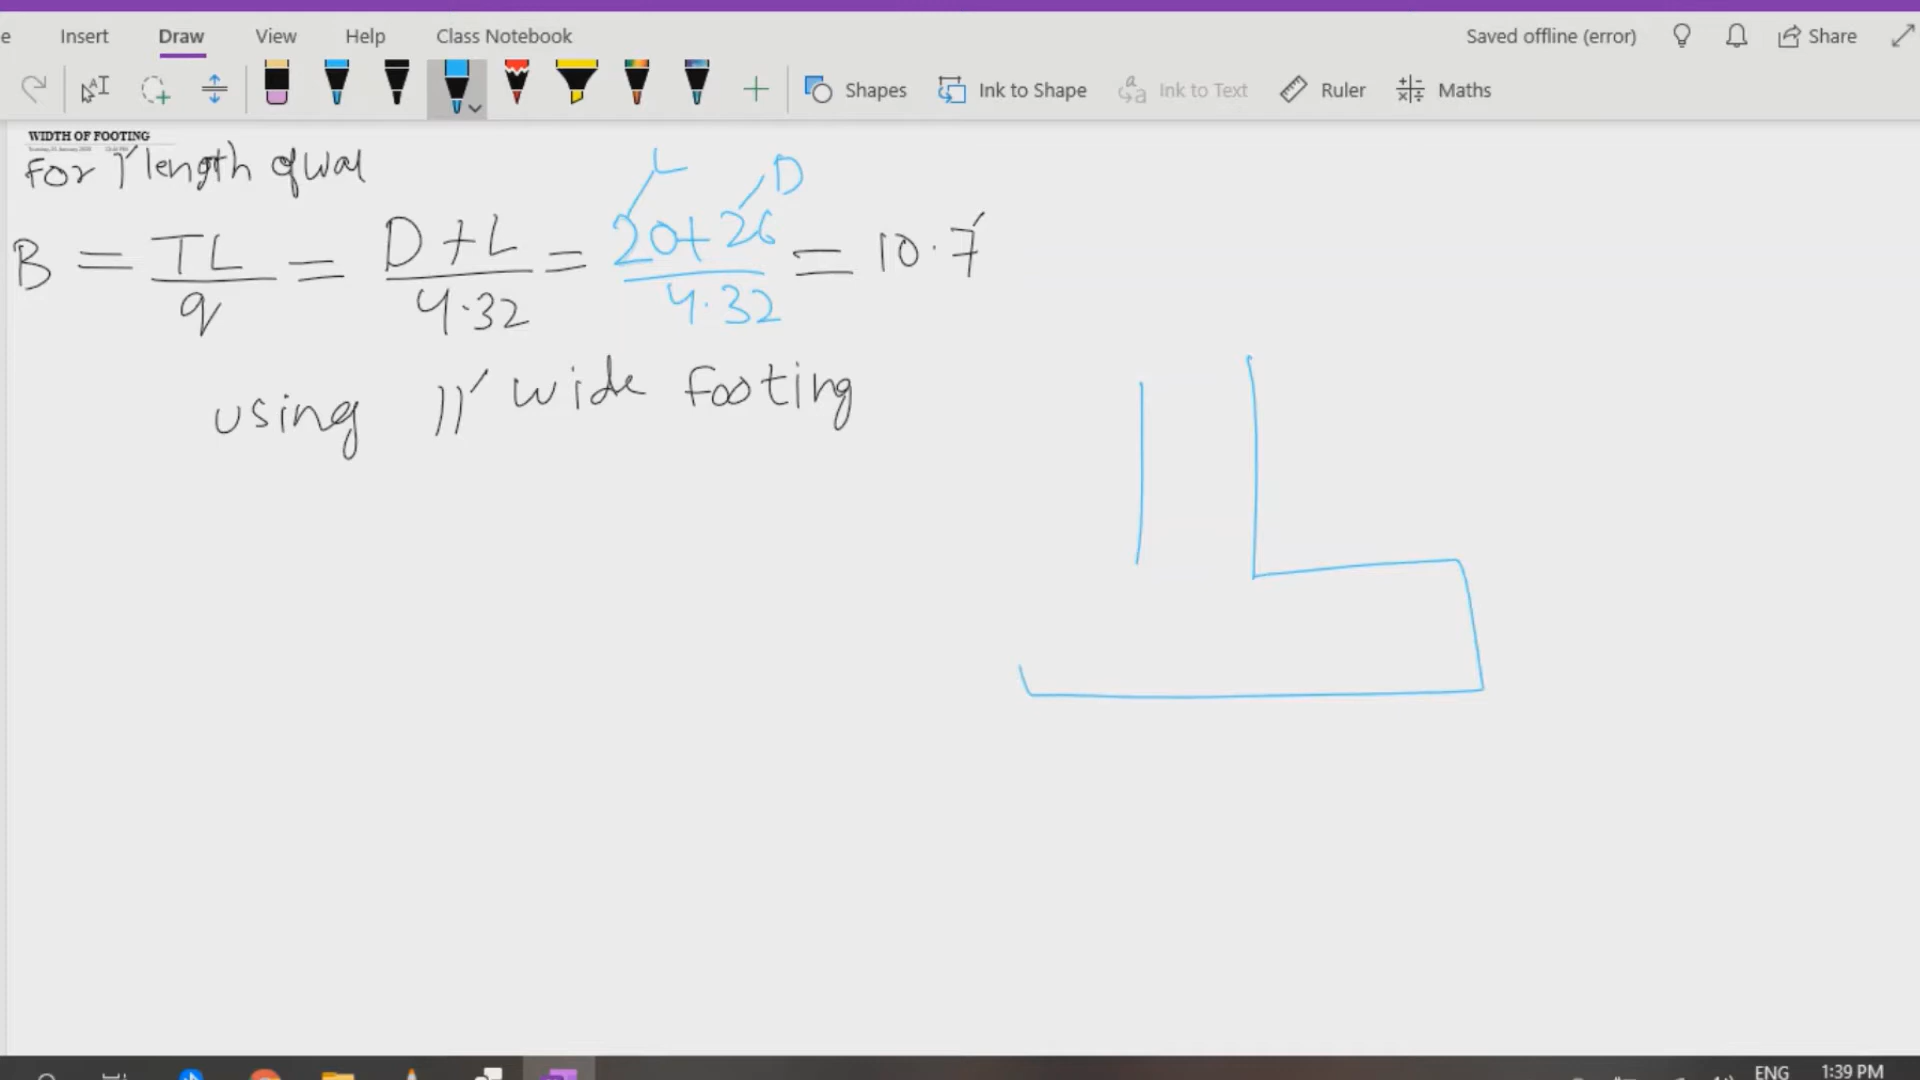 e Insert Draw View Help Class Notebook Saved offline (error) Share
Shapes Ink to Shape Ink to Text Ruler Maths
WIDTH OF FOOTING
For 1' length of wal
L D
B = TL/q = D+L/4.32 = 20+26/4.32 = 10.7'
using 11' wide footing
ENG 1:39 PM